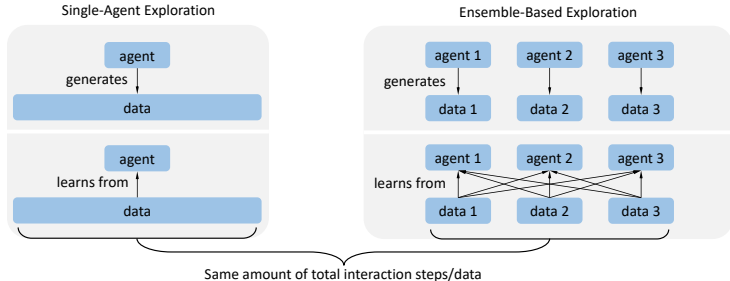 Single-Agent Exploration
agent
generates
data
agent
learns from
data
Ensemble-Based Exploration
agent 1 agent 2 agent 3
generates
data 1 data 2 data 3
agent 1 agent 2 agent 3
learns from
data 1 data 2 data 3
Same amount of total interaction steps/data